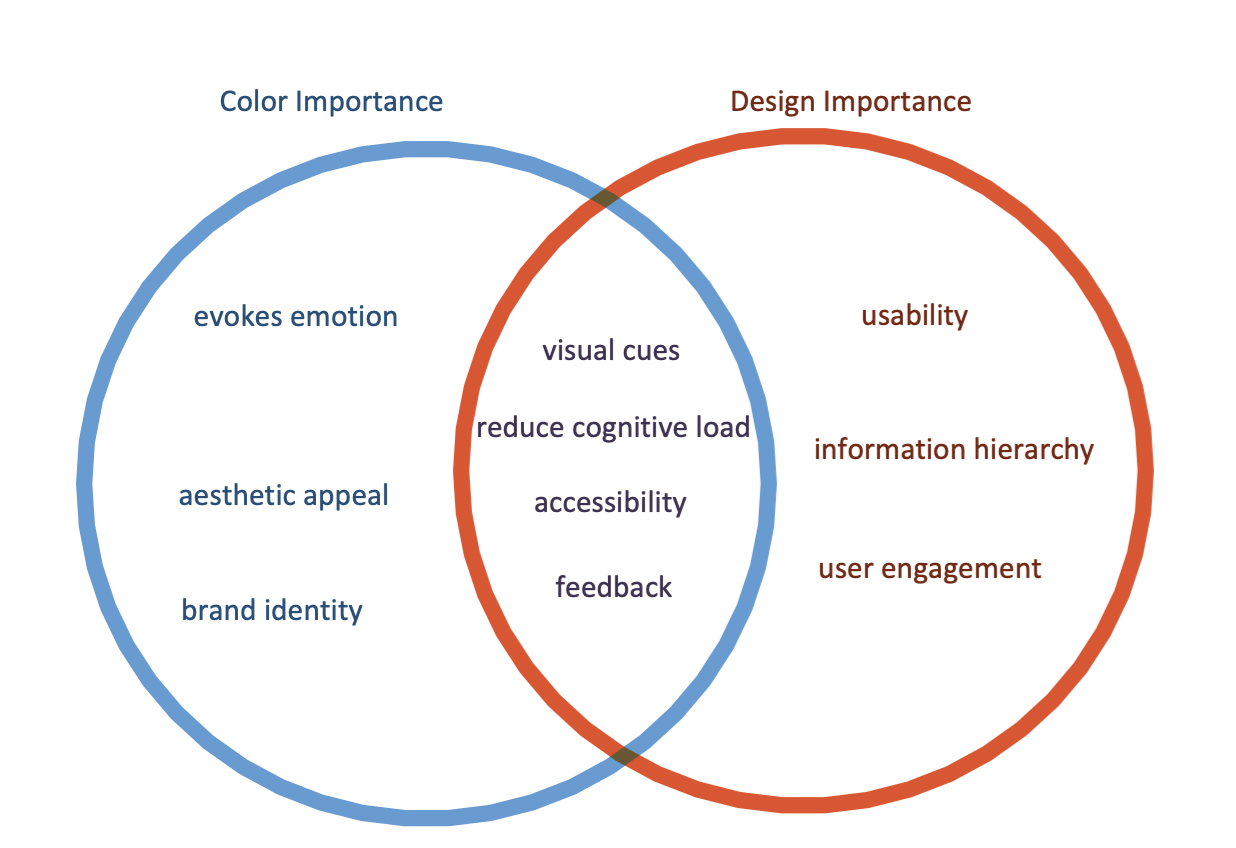 Color Importance
Design Importance
evokes emotion
aesthetic appeal
brand identity
visual cues
reduce cognitive load
accessibility
feedback
usability
information hierarchy
user engagement